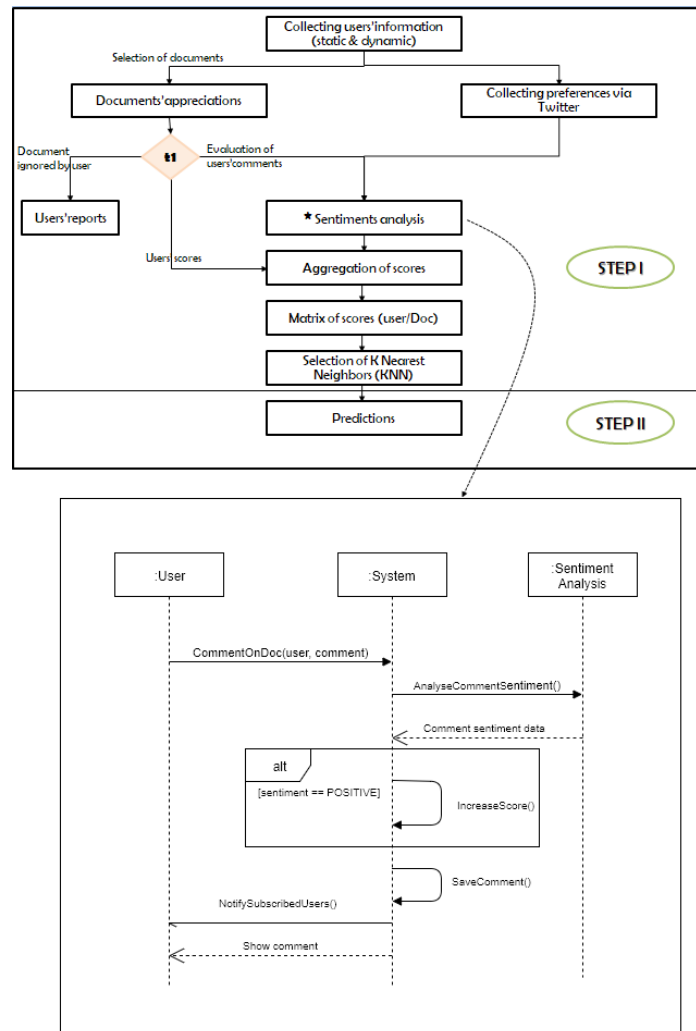 Collecting users'information
(static & dynamic)
Selection of documents
Documents'appreciations
Collecting preferences via
Twitter
Document
ignored by user
t1
Evaluation of
users'comments
Users'reports
* Sentiments analysis
Users' scores
Aggregation of scores
STEP I
Matrix of scores (user/Doc)
Selection of K Nearest
Neighbors (KNN)
Predictions
STEP II
:User
:System
:Sentiment
Analysis
CommentOnDoc(user, comment)
AnalyseCommentSentiment()
Comment sentiment data
alt
[sentiment == POSITIVE]
IncreaseScore()
SaveComment()
NotifySubscribedUsers()
Show comment